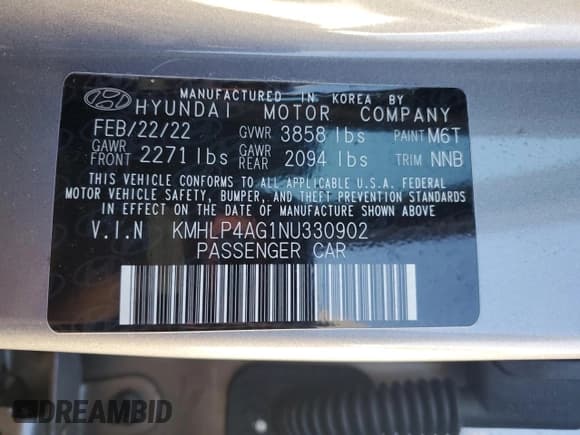 MANUFACTURED IN KOREA BY
HYUNDAI MOTOR COMPANY
FEB/22/22 GVWR 3858 lbs PAINT M6T
GAWR FRONT 2271 lbs GAWR REAR 2094 lbs TRIM NNB
THIS VEHICLE CONFORMS TO ALL APPLICABLE U.S.A. FEDERAL
MOTOR VEHICLE SAFETY, BUMPER, AND THEFT PREVENTION STANDARDS
IN EFFECT ON THE DATE OF MANUFACTURE SHOWN ABOVE.
V.I.N KMHLP4AG1NU330902
PASSENGER CAR
DREAMBID